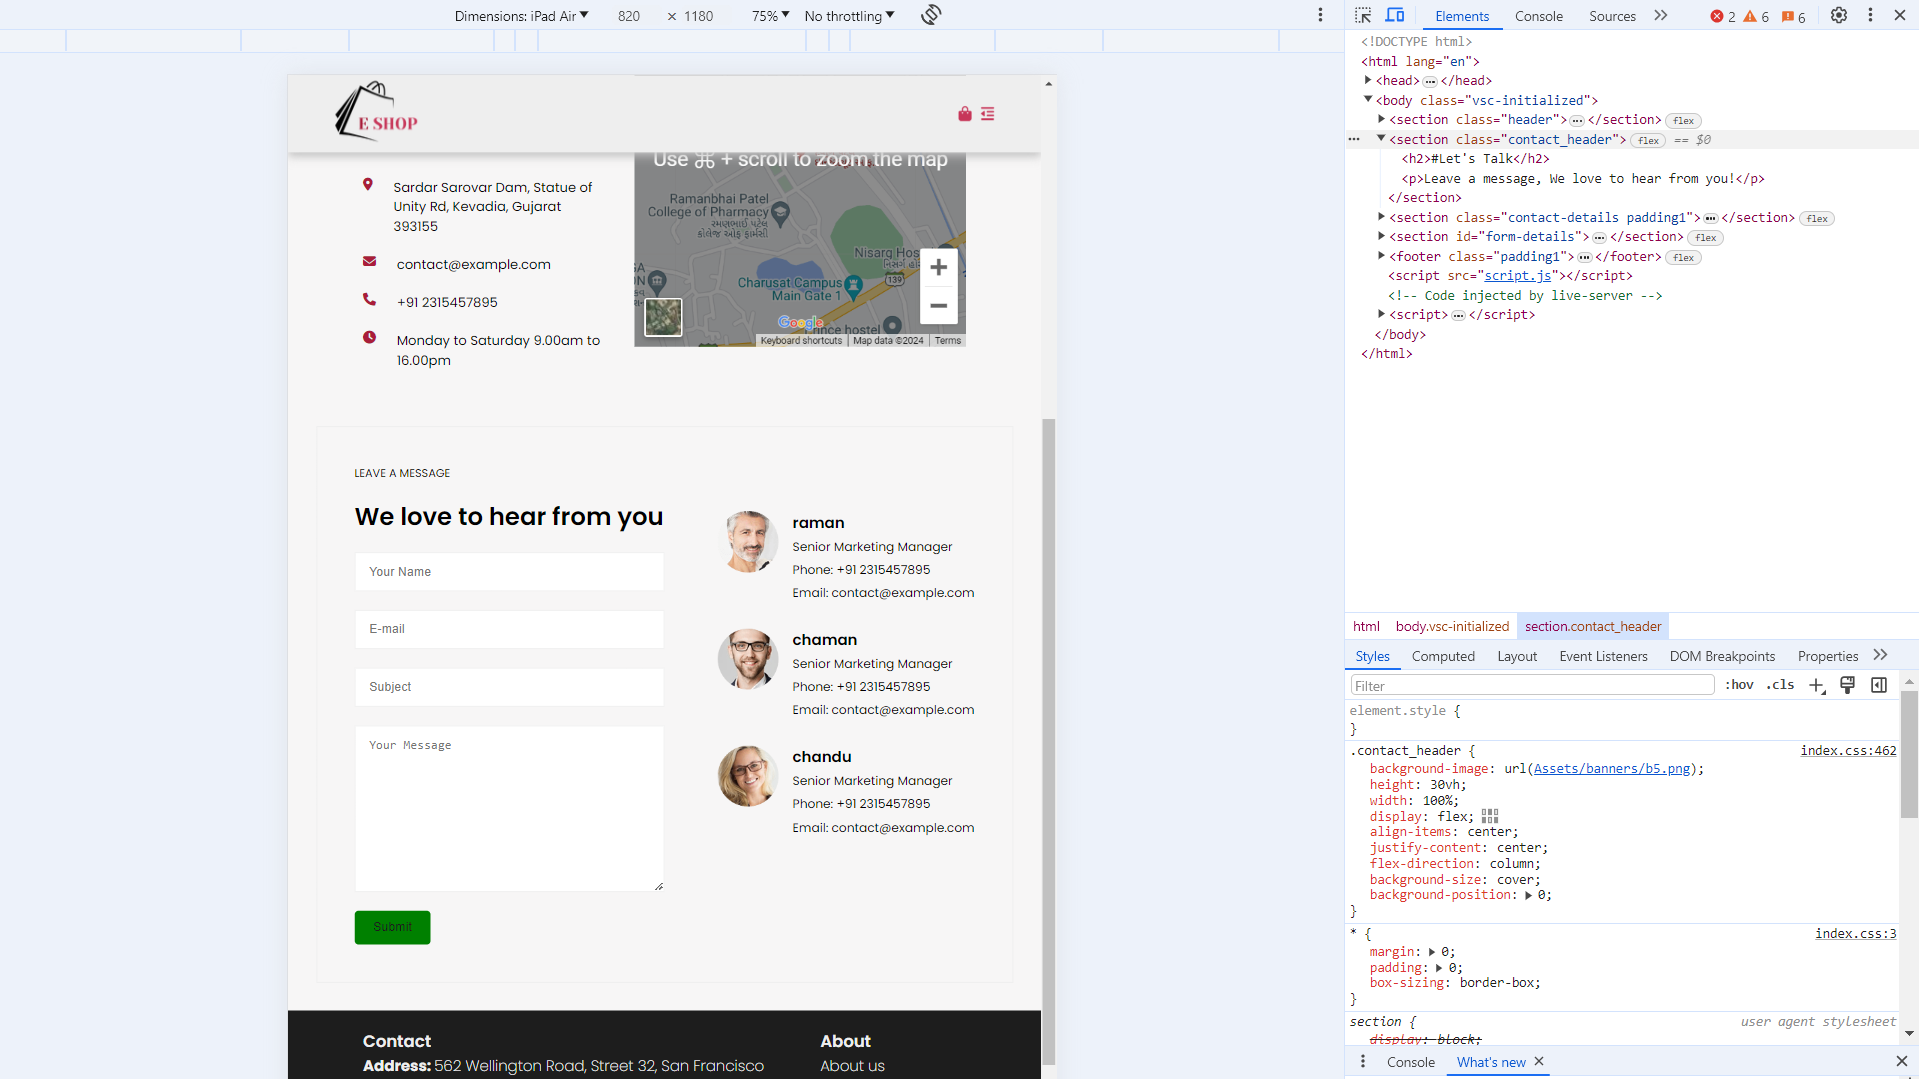 Dimensions: iPad Air 820 × 1180 75% No throttling
E SHOP
Use ⌘ + scroll to zoom the map
Sardar Sarovar Dam, Statue of
Unity Rd, Kevadia, Gujarat
393155
contact@example.com
+91 2315457895
Monday to Saturday 9.00am to
16.00pm
Ramanbhai Patel
College of Pharmacy
રમણભાઈ પટેલ
કૉલેજ ઓફ ફાર્મસી
Nisarg Ho
139
Charusat Campus
Main Gate 1
Prince hostel
Google
Keyboard shortcuts Map data ©2024 Terms
LEAVE A MESSAGE
We love to hear from you
Your Name
E-mail
Subject
Your Message
Submit
raman
Senior Marketing Manager
Phone: +91 2315457895
Email: contact@example.com
chaman
Senior Marketing Manager
Phone: +91 2315457895
Email: contact@example.com
chandu
Senior Marketing Manager
Phone: +91 2315457895
Email: contact@example.com
Contact
Address: 562 Wellington Road, Street 32, San Francisco
About
About us
Elements Console Sources 2 6 6
<!DOCTYPE html>
<html lang="en">
<head> ··· </head>
<body class="vsc-initialized">
<section class="header"> ··· </section> flex
··· <section class="contact_header"> flex == $0
<h2>#Let's Talk</h2>
<p>Leave a message, We love to hear from you!</p>
</section>
<section class="contact-details padding1"> ··· </section> flex
<section id="form-details"> ··· </section> flex
<footer class="padding1"> ··· </footer> flex
<script src="script.js"></script>
<!-- Code injected by live-server -->
<script> ··· </script>
</body>
</html>
html body.vsc-initialized section.contact_header
Styles Computed Layout Event Listeners DOM Breakpoints Properties
Filter :hov .cls
element.style {
}
.contact_header { index.css:462
background-image: url(Assets/banners/b5.png);
height: 30vh;
width: 100%;
display: flex;
align-items: center;
justify-content: center;
flex-direction: column;
background-size: cover;
background-position: 0;
}
* { index.css:3
margin: 0;
padding: 0;
box-sizing: border-box;
}
section { user agent stylesheet
display: block;
Console What's new